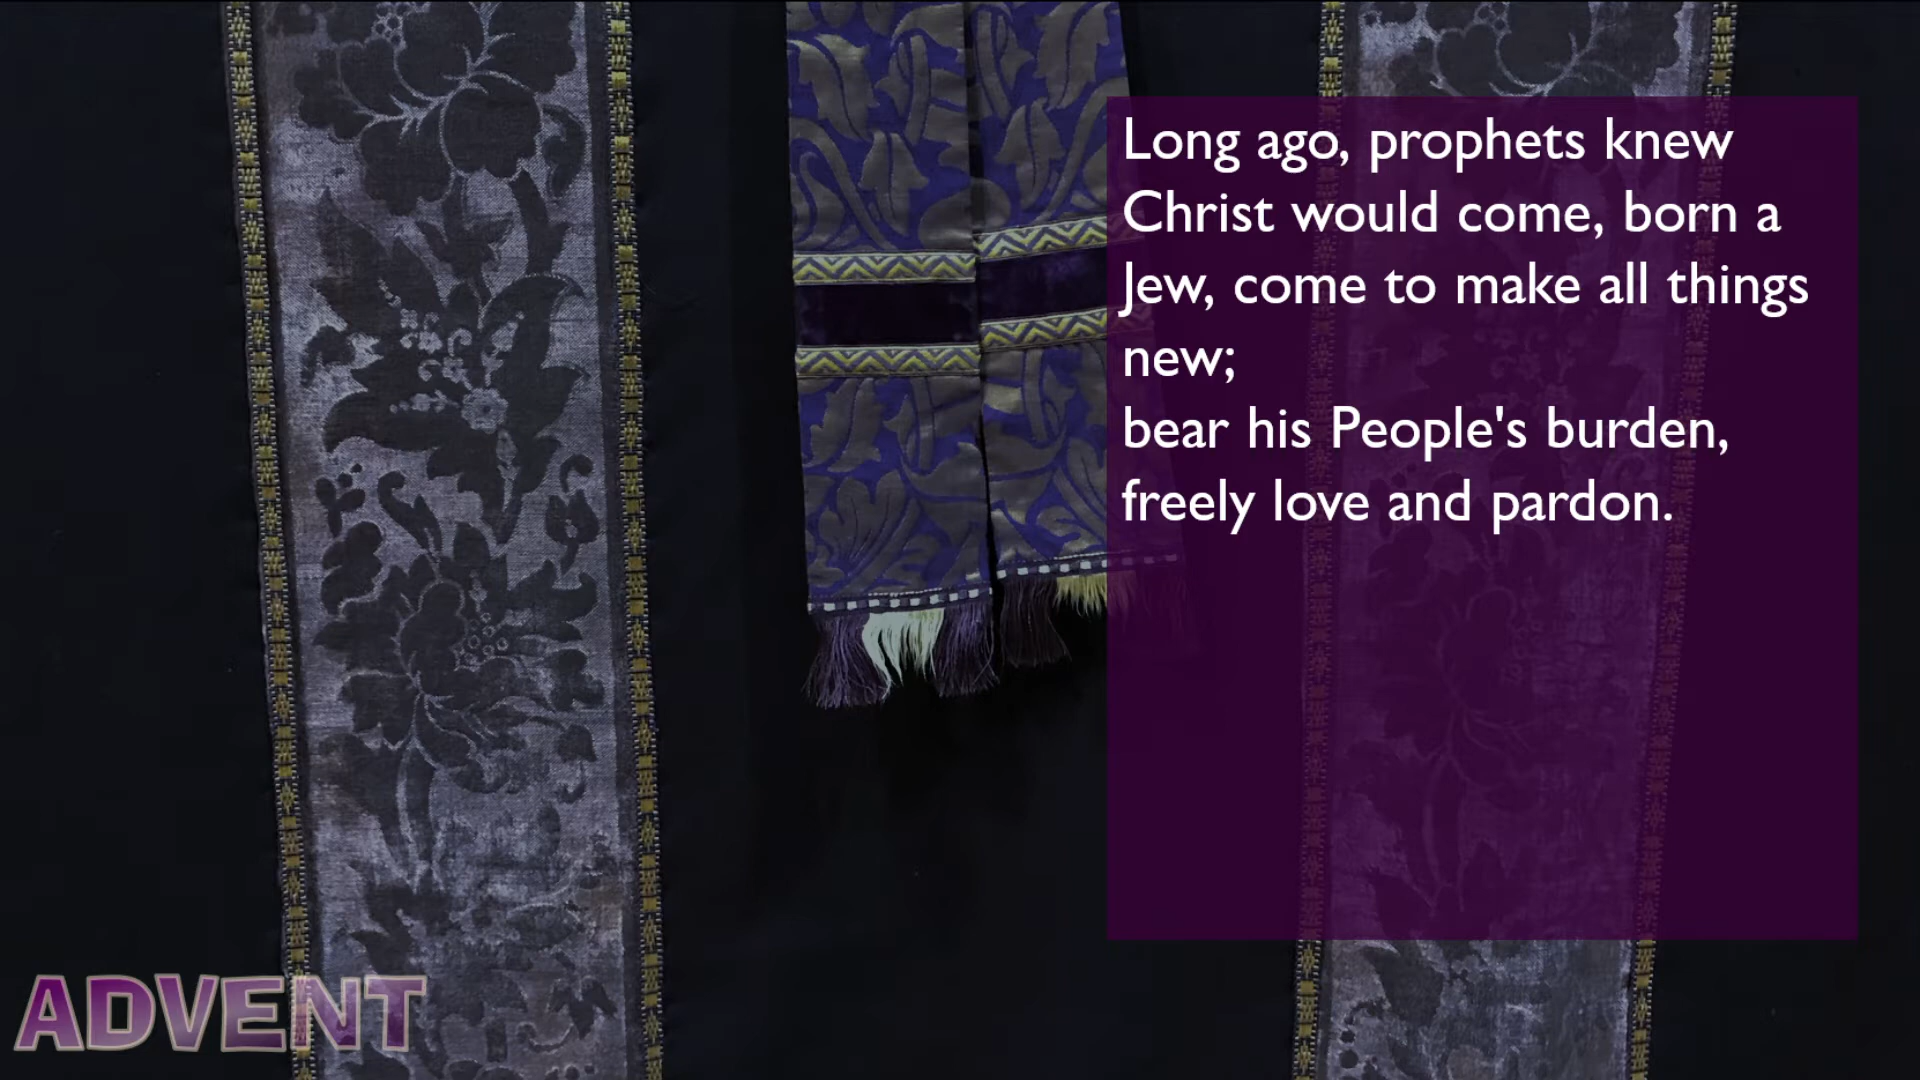 Long ago, prophets knew
Christ would come, born a
Jew, come to make all things
new;
bear his People's burden,
freely love and pardon.
ADVENT